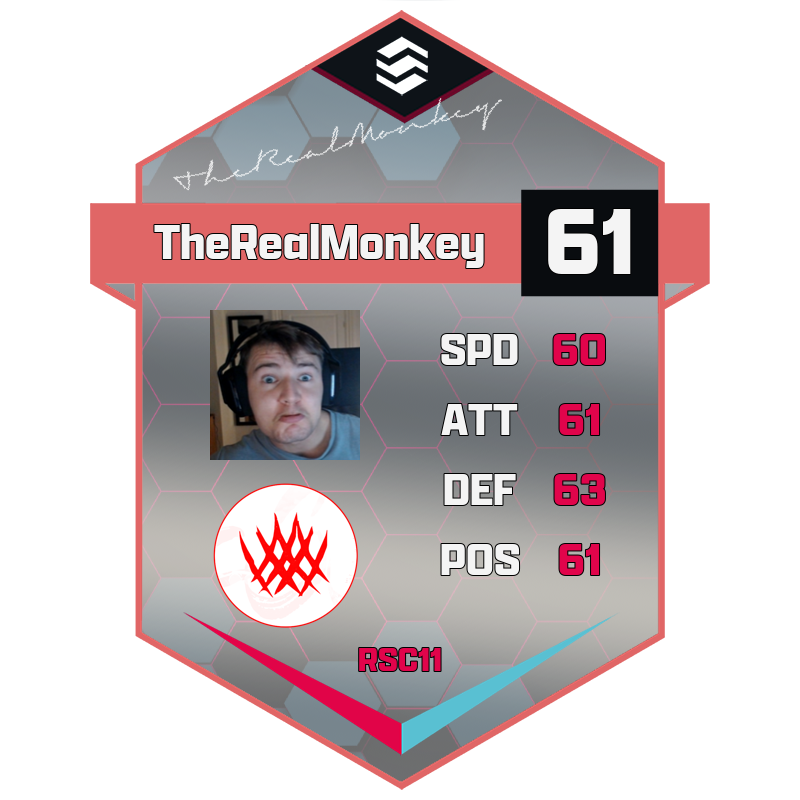 TheRealMonkey
TheRealMonkey 61
SPD 60
ATT 61
DEF 63
POS 61
RSC11